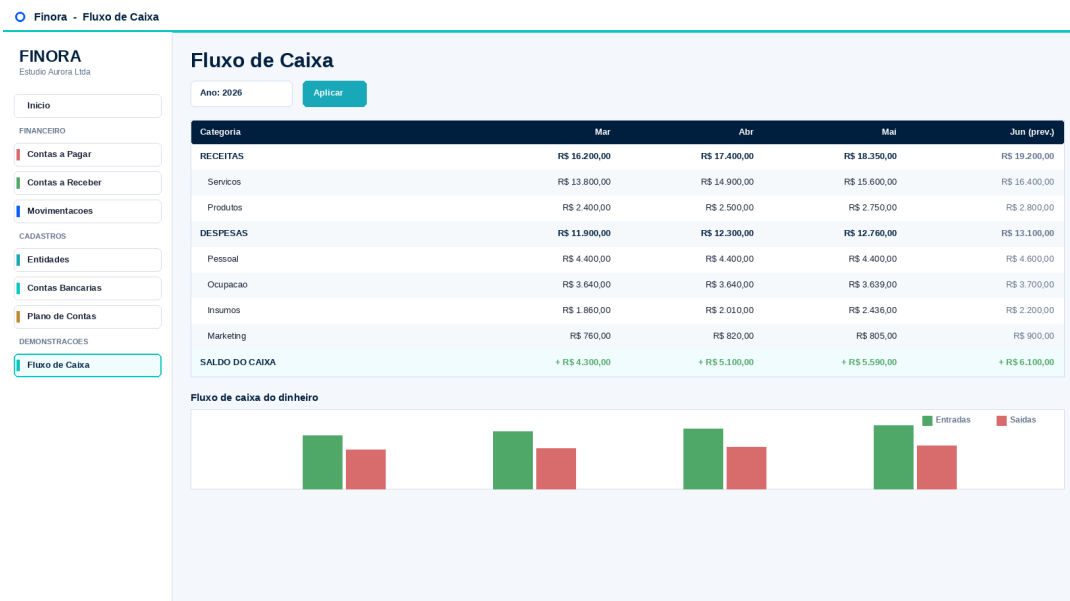 Finora - Fluxo de Caixa
FINORA
Estudio Aurora Ltda
Inicio
FINANCEIRO
Contas a Pagar
Contas a Receber
Movimentacoes
CADASTROS
Entidades
Contas Bancarias
Plano de Contas
DEMONSTRACOES
Fluxo de Caixa
Fluxo de Caixa
Ano: 2026 Aplicar
Categoria Mar Abr Mai Jun (prev.)
RECEITAS R$ 16.200,00 R$ 17.400,00 R$ 18.350,00 R$ 19.200,00
Servicos R$ 13.800,00 R$ 14.900,00 R$ 15.600,00 R$ 16.400,00
Produtos R$ 2.400,00 R$ 2.500,00 R$ 2.750,00 R$ 2.800,00
DESPESAS R$ 11.900,00 R$ 12.300,00 R$ 12.760,00 R$ 13.100,00
Pessoal R$ 4.400,00 R$ 4.400,00 R$ 4.400,00 R$ 4.600,00
Ocupacao R$ 3.640,00 R$ 3.640,00 R$ 3.639,00 R$ 3.700,00
Insumos R$ 1.860,00 R$ 2.010,00 R$ 2.436,00 R$ 2.200,00
Marketing R$ 760,00 R$ 820,00 R$ 805,00 R$ 900,00
SALDO DO CAIXA + R$ 4.300,00 + R$ 5.100,00 + R$ 5.590,00 + R$ 6.100,00
Fluxo de caixa do dinheiro
Entradas Saidas